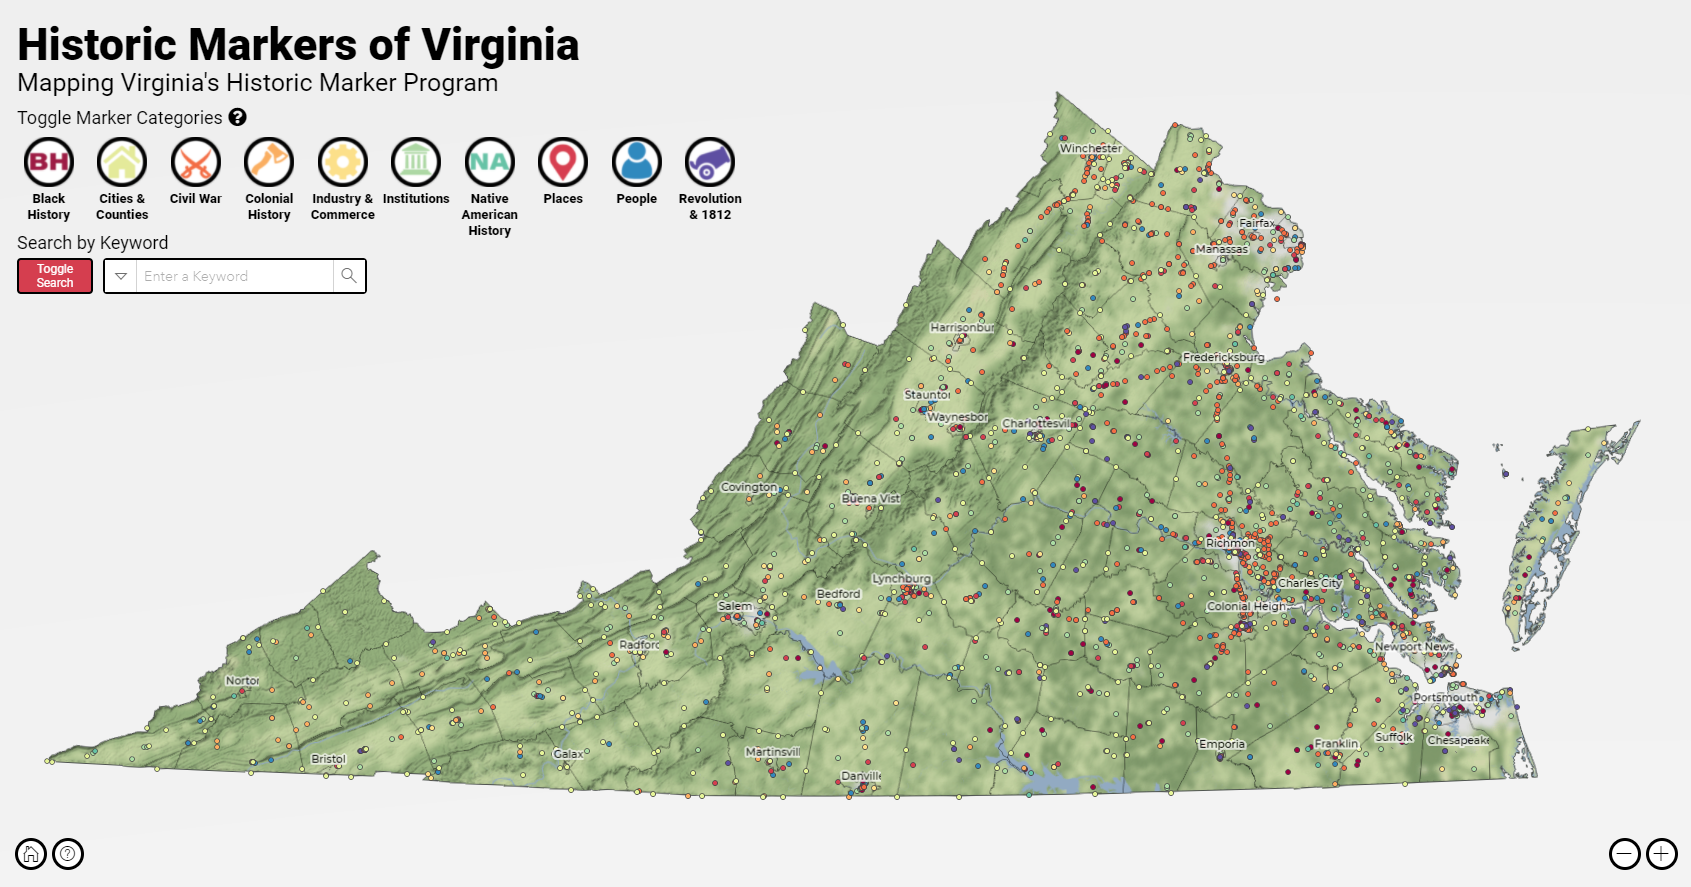 Historic Markers of Virginia
Mapping Virginia's Historic Marker Program
Toggle Marker Categories ?
BH
NA
Black
History
Cities &
Counties
Civil War
Colonial
History
Industry &
Commerce
Institutions
Native
American
History
Places
People
Revolution
& 1812
Search by Keyword
Toggle
Search
Enter a Keyword
Winchester
Fairfax
Manassas
Harrisonbur
Fredericksburg
Staunton
Waynesbor
Charlottesvil
Covington
Buena Vist
Richmon
Lynchburg
Charles City
Bedford
Salem
Colonial Heigh
Radford
Newport News
Norton
Portsmouth
Suffolk
Chesapeake
Emporia
Franklin
Galax
Martinsvill
Bristol
Danville
?